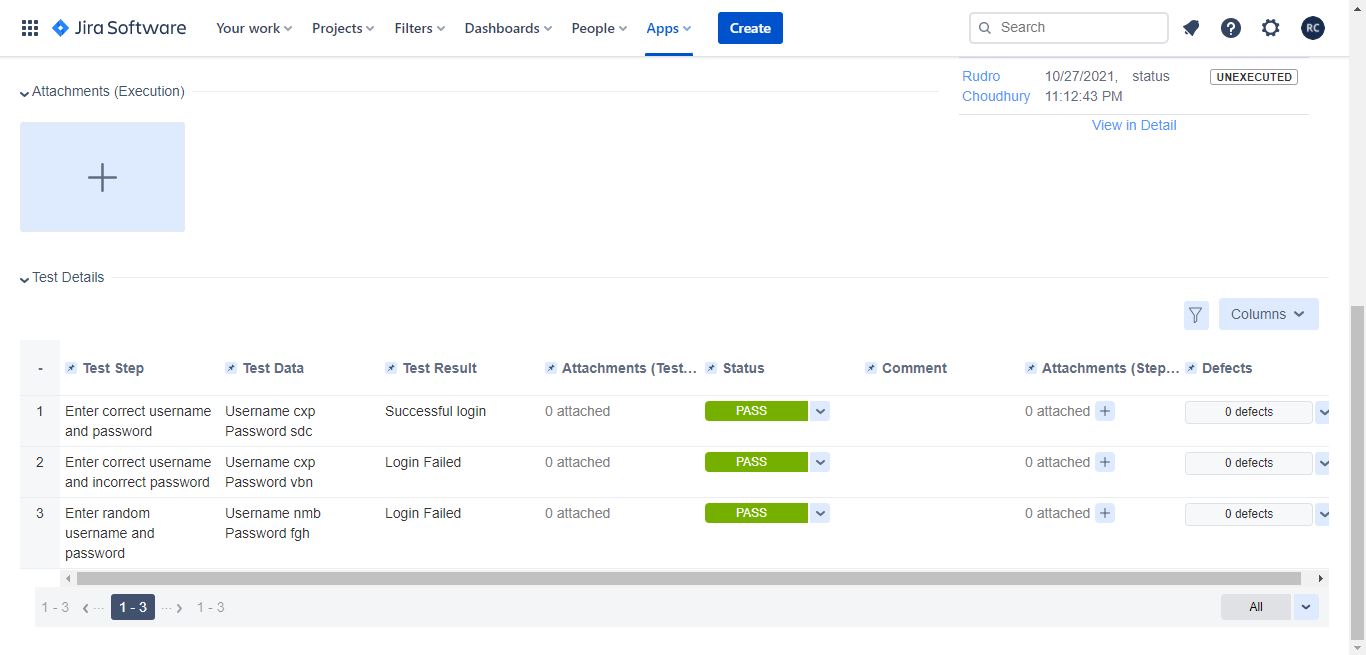 Jira Software Your work Projects Filters Dashboards People Apps Create Search ? RC
Attachments (Execution)
Rudro Choudhury 10/27/2021, 11:12:43 PM status UNEXECUTED
View in Detail
+
Test Details
Columns
- Test Step Test Data Test Result Attachments (Test... Status Comment Attachments (Step... Defects
1 Enter correct username and password Username cxp Password sdc Successful login 0 attached PASS 0 attached + 0 defects
2 Enter correct username and incorrect password Username cxp Password vbn Login Failed 0 attached PASS 0 attached + 0 defects
3 Enter random username and password Username nmb Password fgh Login Failed 0 attached PASS 0 attached + 0 defects
1 - 3 ... 1 - 3 ... 1 - 3 All